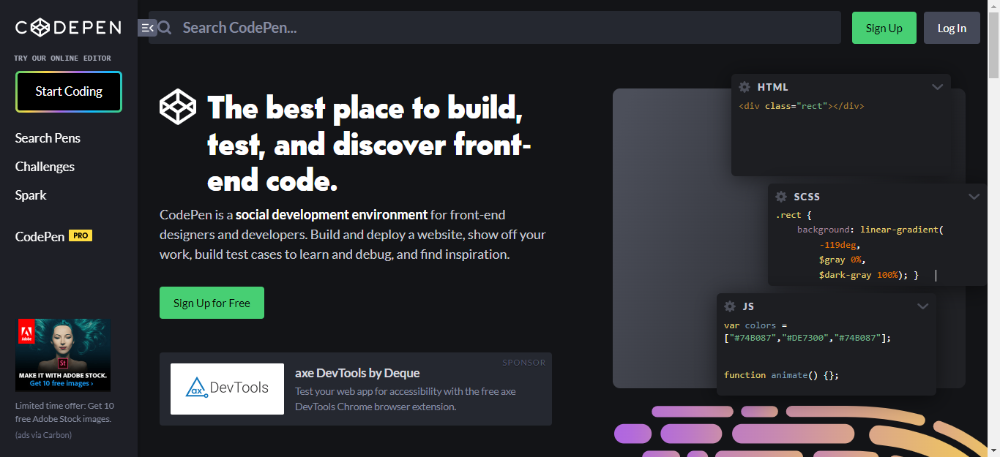 CODEPEN
TRY OUR ONLINE EDITOR
Start Coding
Search Pens
Challenges
Spark
CodePen PRO
Adobe
St
MAKE IT WITH ADOBE STOCK.
Get 10 free images ›
Limited time offer: Get 10
free Adobe Stock images.
(ads via Carbon)
Search CodePen...
Sign Up
Log In
The best place to build,
test, and discover front-
end code.
CodePen is a social development environment for front-end
designers and developers. Build and deploy a website, show off your
work, build test cases to learn and debug, and find inspiration.
Sign Up for Free
SPONSOR
ax DevTools
axe DevTools by Deque
Test your web app for accessibility with the free axe
DevTools Chrome browser extension.
HTML
<div class="rect"></div>
SCSS
.rect {
background: linear-gradient(
-119deg,
$gray 0%,
$dark-gray 100%); }
JS
var colors =
["#74B087","#DE7300","#74B087"];
function animate() {};